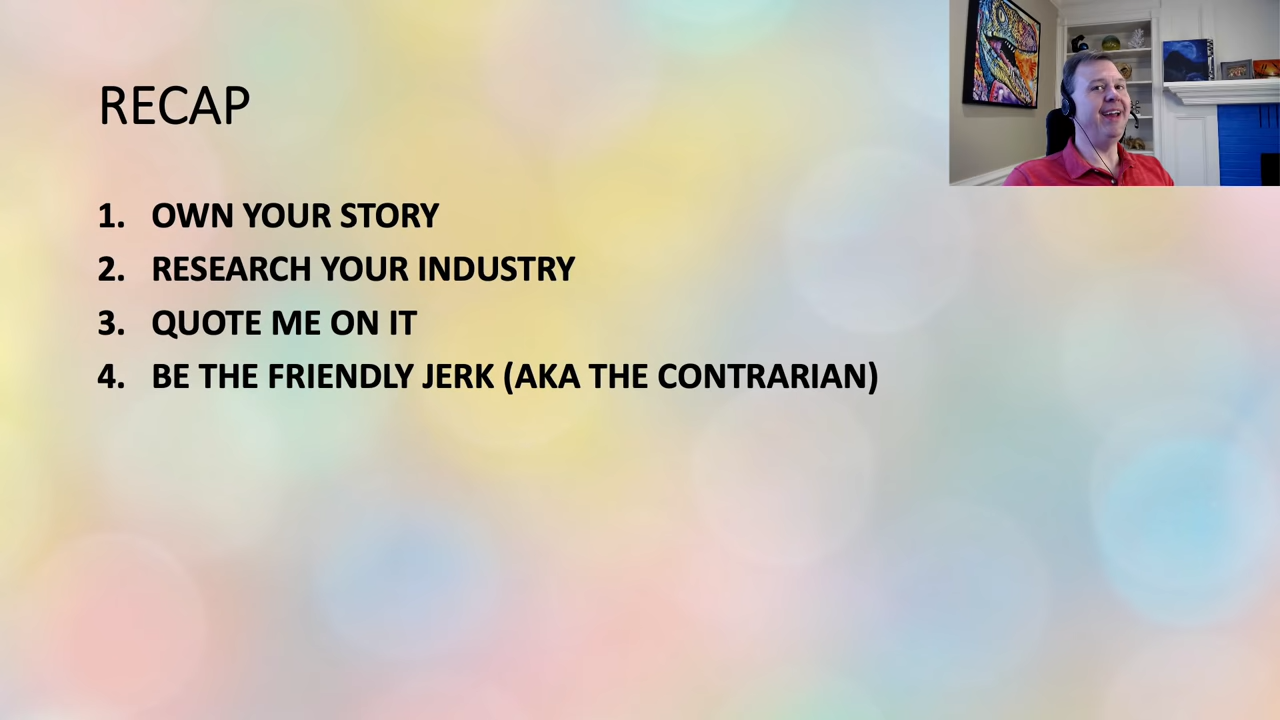 RECAP
1. OWN YOUR STORY
2. RESEARCH YOUR INDUSTRY
3. QUOTE ME ON IT
4. BE THE FRIENDLY JERK (AKA THE CONTRARIAN)